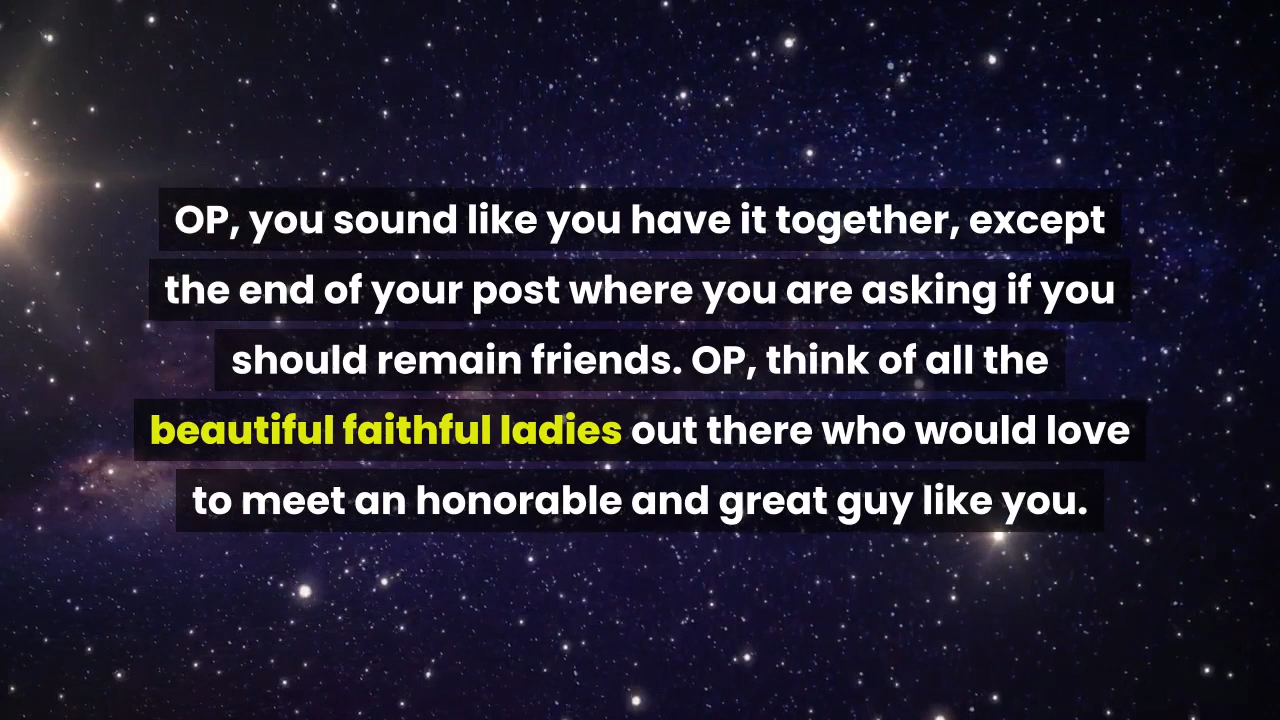 OP, you sound like you have it together, except
the end of your post where you are asking if you
should remain friends. OP, think of all the
beautiful faithful ladies out there who would love
to meet an honorable and great guy like you.